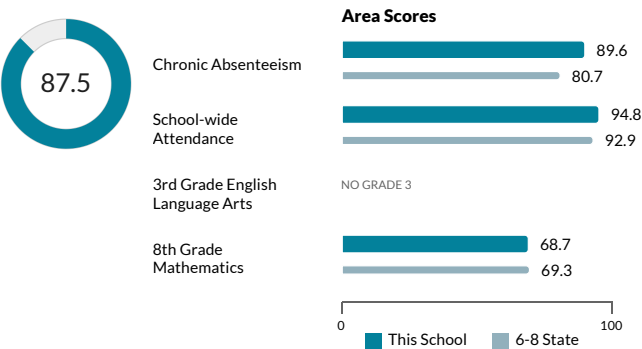 Area Scores
87.5
Chronic Absenteeism
89.6
80.7
School-wide
Attendance
94.8
92.9
3rd Grade English
Language Arts
NO GRADE 3
8th Grade
Mathematics
68.7
69.3
0
100
This School
6-8 State